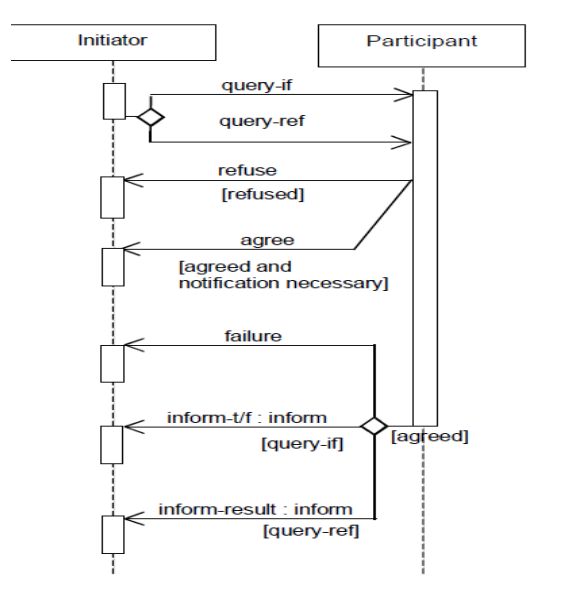 Initiator
Participant
query-if
query-ref
refuse
[refused]
agree
[agreed and
notification necessary]
failure
inform-t/f : inform
[query-if]
[agreed]
inform-result : inform
[query-ref]